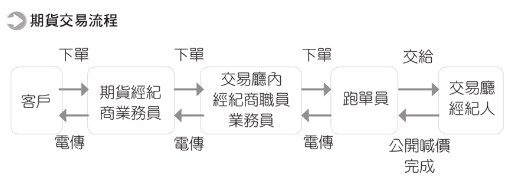 期貨交易流程
下單
下單
下單
交給
客戶
期貨經紀
商業務員
交易廳內
經紀商職員
業務員
跑單員
交易廳
經紀人
電傳
電傳
電傳
公開喊價
完成